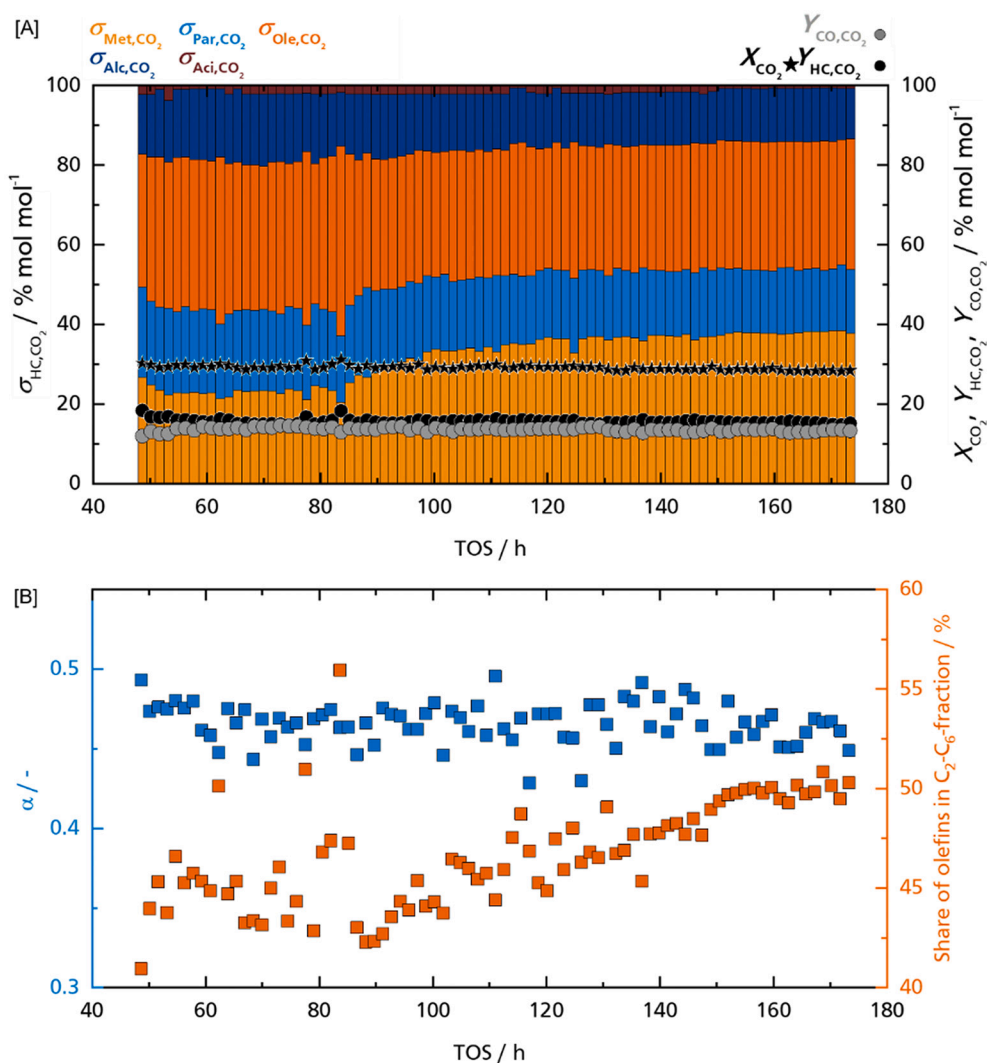 [A]
σMet,CO2 σPar,CO2 σOle,CO2 YCO,CO2
σAlc,CO2 σAci,CO2 XCO2 ★ YHC,CO2
100 100
80 80
60 60
40 40
20 20
0 0
σHC,CO2 / % mol mol-1
XCO2, YHC,CO2, YCO,CO2 / % mol mol-1
40 60 80 100 120 140 160 180
TOS / h
[B]
60
0.5 55
50
0.4
45
0.3 40
α / -
Share of olefins in C2-C6-fraction / %
40 60 80 100 120 140 160 180
TOS / h